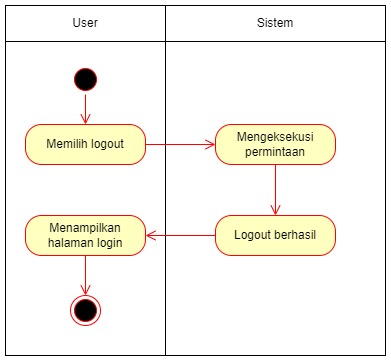 User
Sistem
Memilih logout
Mengeksekusi
permintaan
Logout berhasil
Menampilkan
halaman login